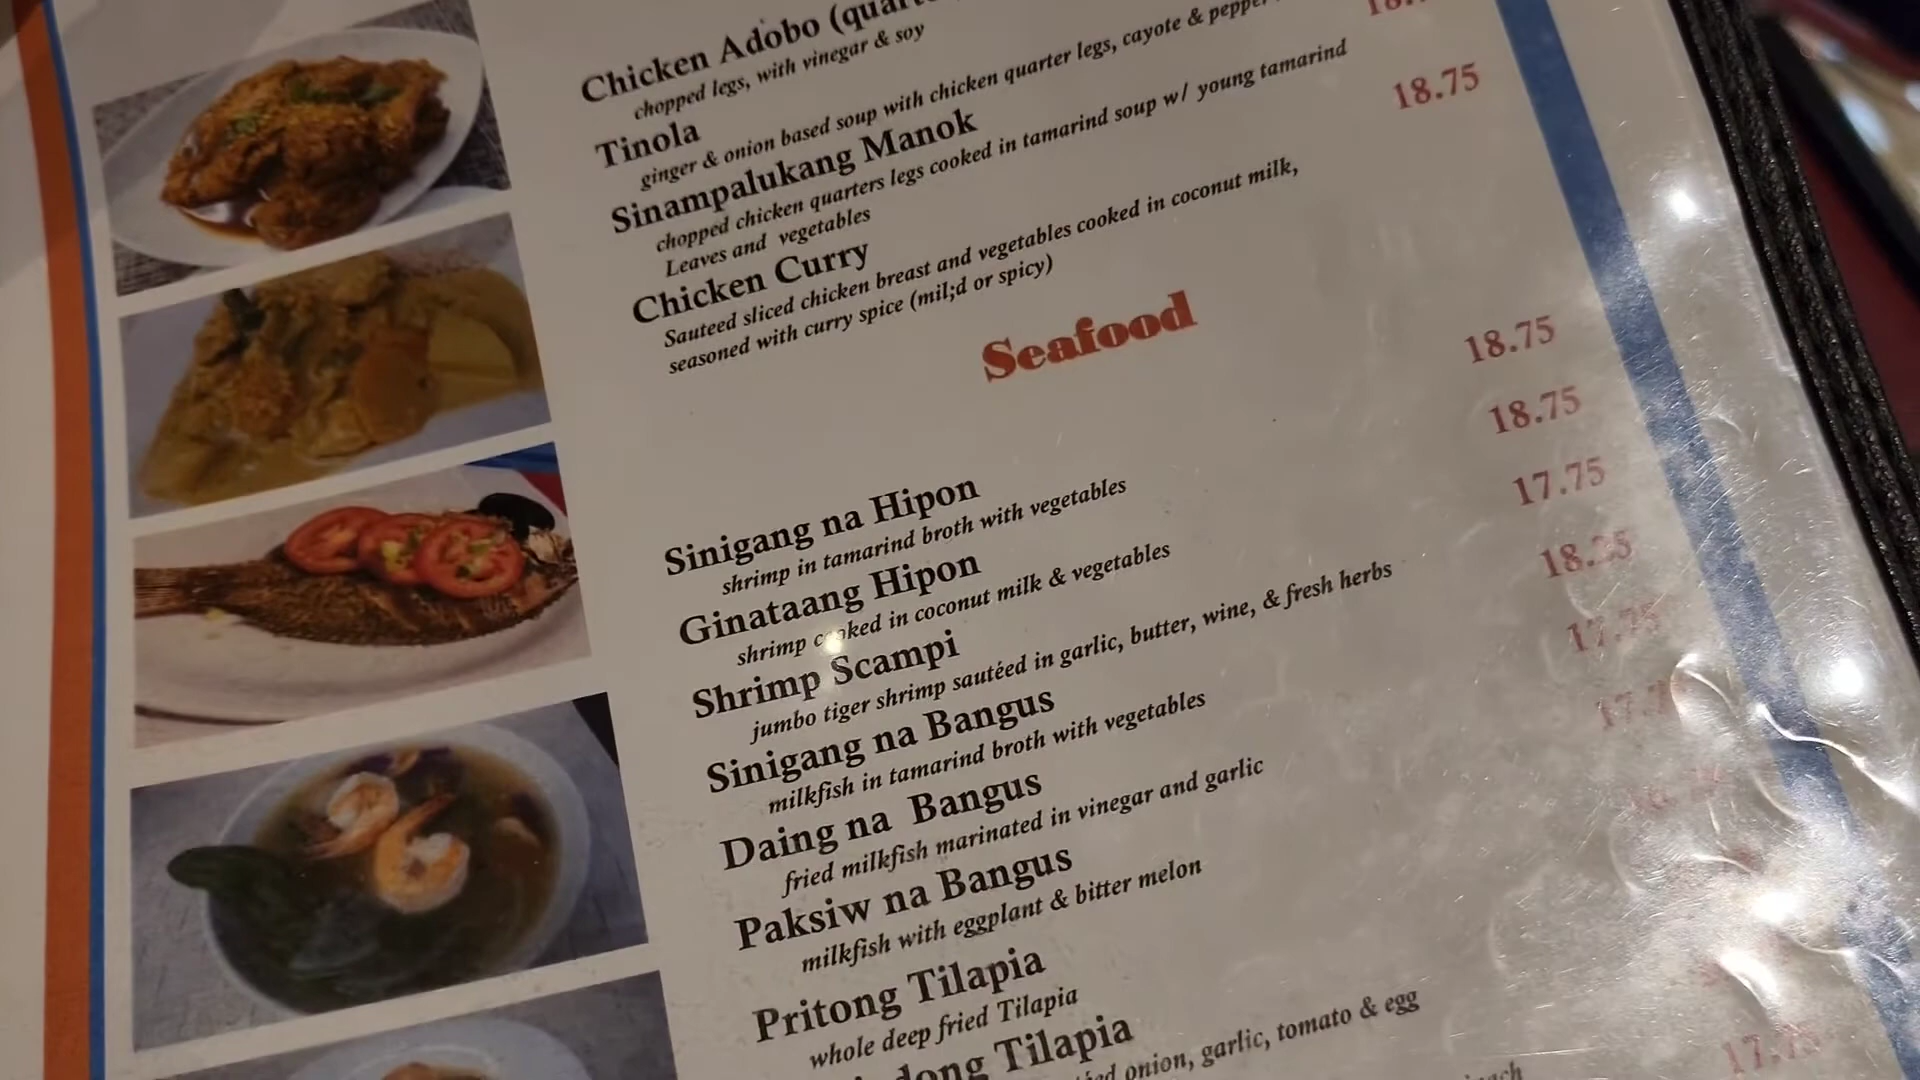 Chicken Adobo
chopped legs, with vinegar & soy
Tinola
ginger & onion based soup with chicken quarter legs, cayote & pepper
Sinampalukang Manok
chopped chicken quarters legs cooked in tamarind soup w/ young tamarind
Leaves and vegetables
18.75
Chicken Curry
Sauteed sliced chicken breast and vegetables cooked in coconut milk,
seasoned with curry spice (mil;d or spicy)
Seafood
Sinigang na Hipon 18.75
shrimp in tamarind broth with vegetables
Ginataang Hipon 18.75
shrimp cooked in coconut milk & vegetables
Shrimp Scampi 17.75
jumbo tiger shrimp sautéed in garlic, butter, wine, & fresh herbs
Sinigang na Bangus
milkfish in tamarind broth with vegetables
Daing na Bangus
fried milkfish marinated in vinegar and garlic
Paksiw na Bangus
milkfish with eggplant & bitter melon
Pritong Tilapia
whole deep fried Tilapia
Tilapia
onion, garlic, tomato & egg